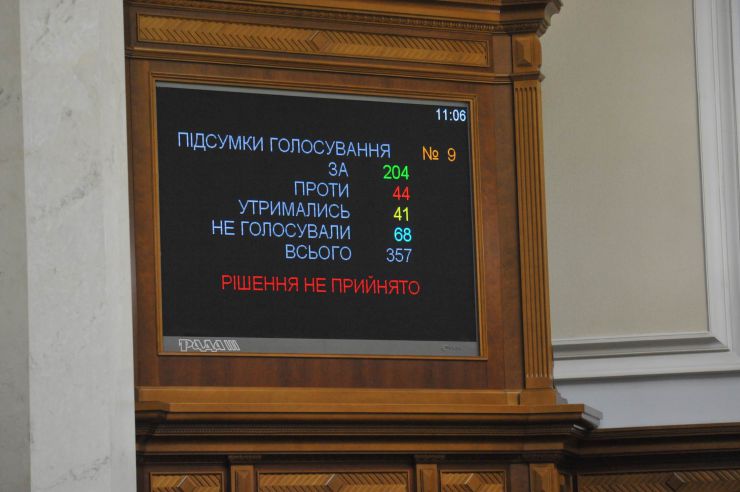 11:06
ПІДСУМКИ ГОЛОСУВАННЯ № 9
ЗА 204
ПРОТИ 44
УТРИМАЛИСЬ 41
НЕ ГОЛОСУВАЛИ 68
ВСЬОГО 357
РІШЕННЯ НЕ ПРИЙНЯТО
РАДА III